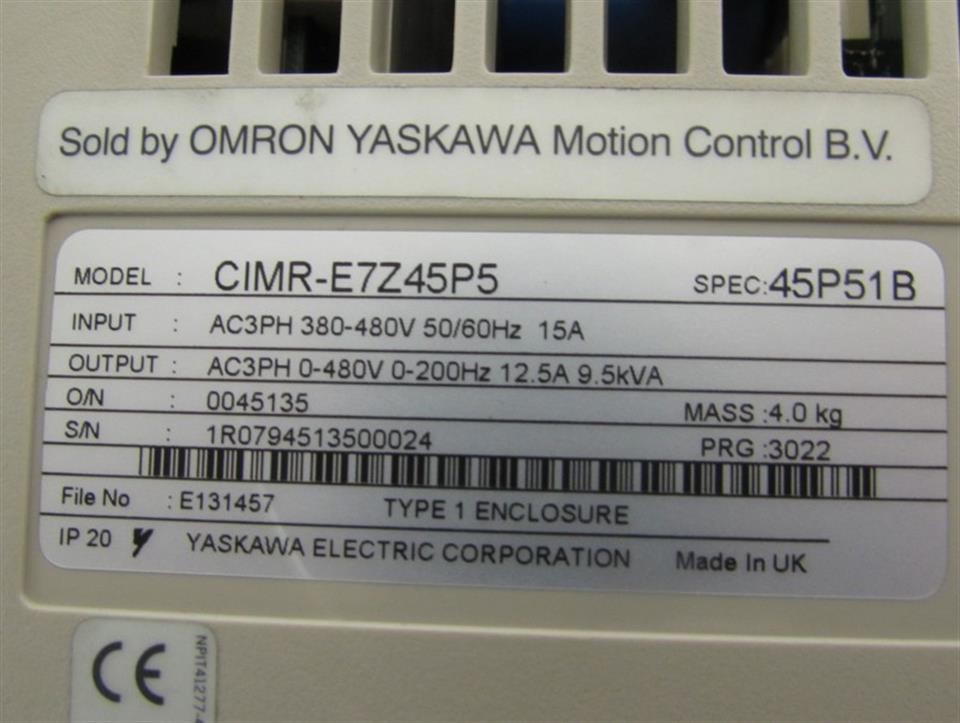 Sold by OMRON YASKAWA Motion Control B.V.
MODEL : CIMR-E7Z45P5 SPEC:45P51B
INPUT : AC3PH 380-480V 50/60Hz 15A
OUTPUT : AC3PH 0-480V 0-200Hz 12.5A 9.5kVA
O/N : 0045135 MASS :4.0 kg
S/N : 1R0794513500024 PRG :3022
File No : E131457 TYPE 1 ENCLOSURE
IP 20 YASKAWA ELECTRIC CORPORATION Made In UK
CE